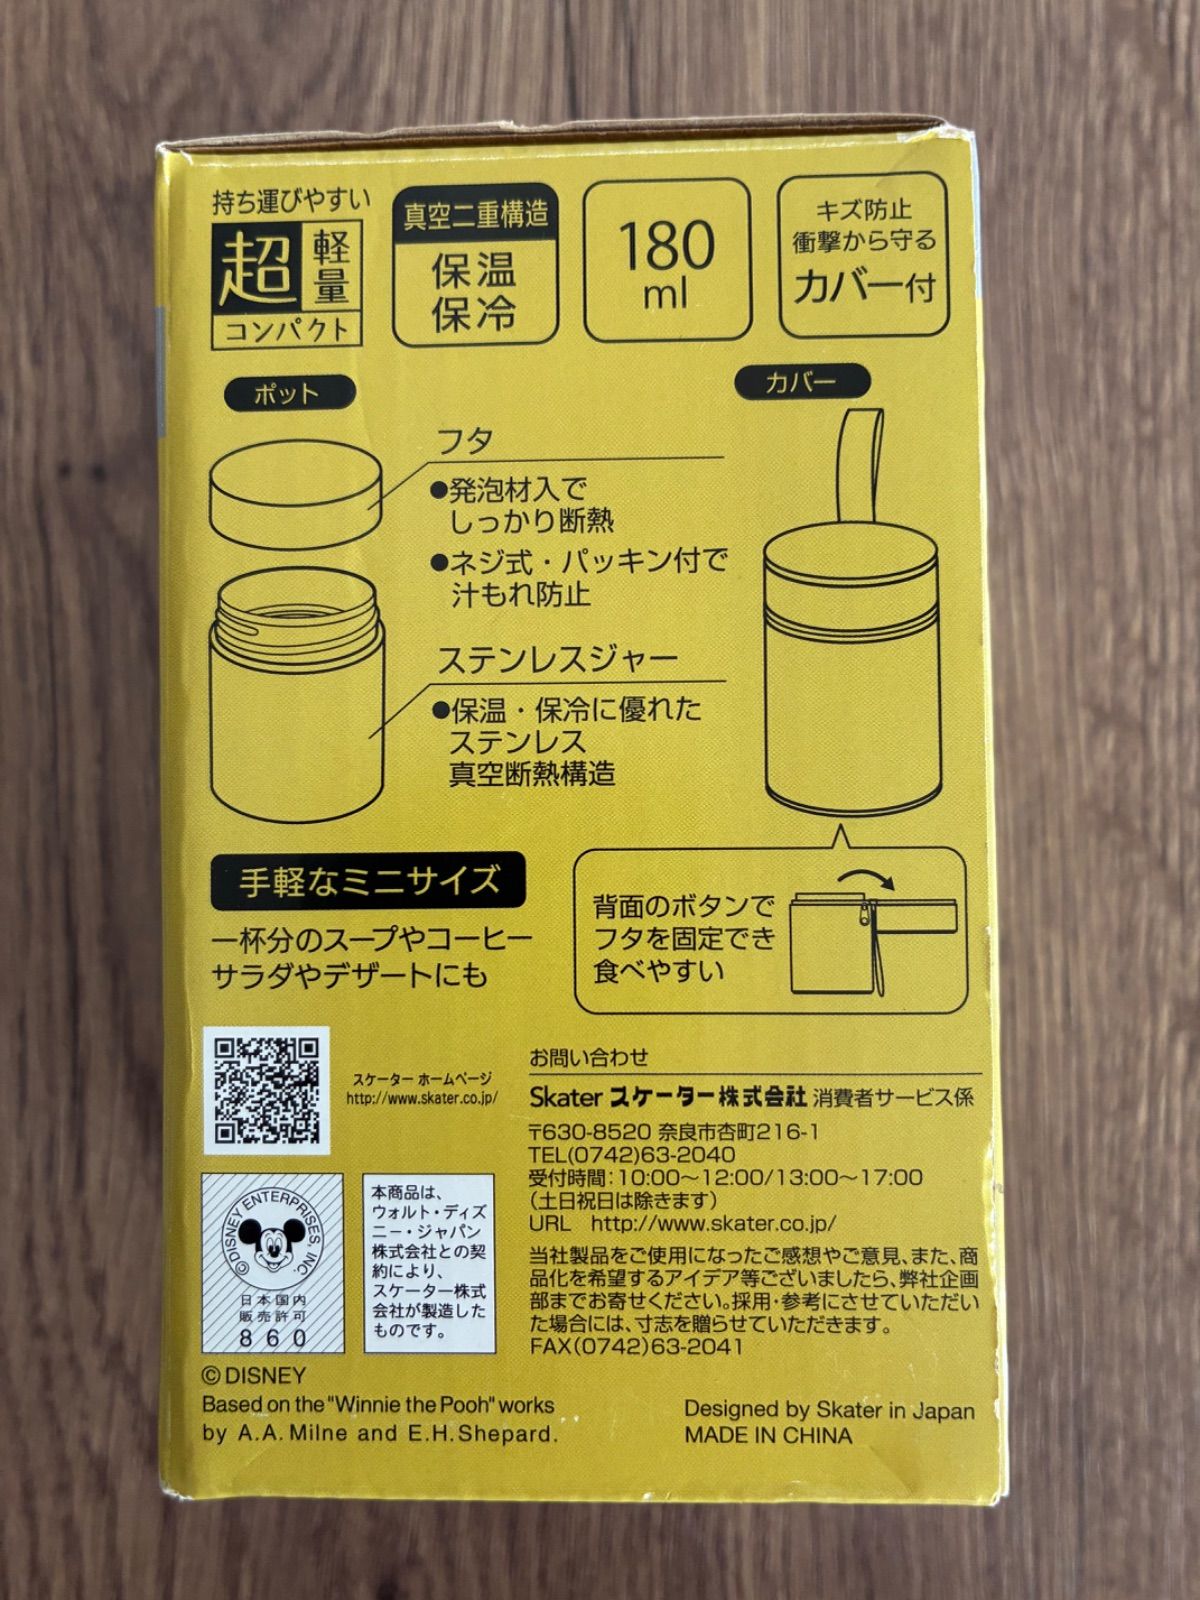 持ち運びやすい
超軽量
コンパクト
真空二重構造
保温
保冷
180
ml
キズ防止
衝撃から守る
カバー付
ポット
カバー
フタ
●発泡材入で
しっかり断熱
●ネジ式・パッキン付で
汁もれ防止
ステンレスジャー
●保温・保冷に優れた
ステンレス
真空断熱構造
手軽なミニサイズ
一杯分のスープやコーヒー
サラダやデザートにも
背面のボタンで
フタを固定でき
食べやすい
スケーター ホームページ
http://www.skater.co.jp/
お問い合わせ
Skater スケーター株式会社 消費者サービス係
〒630-8520 奈良市杏町216-1
TEL(0742)63-2040
受付時間:10:00〜12:00/13:00〜17:00
(土日祝日は除きます)
URL http://www.skater.co.jp/
当社製品をご使用になったご感想やご意見、また、商
品化を希望するアイデア等ございましたら、弊社企画
部までお寄せください。採用・参考にさせていただい
た場合には、寸志を贈らせていただきます。
FAX(0742)63-2041
©DISNEY ENTERPRISES, INC.
日本国内
販売許可
860
本商品は、
ウォルト・ディズ
ニー・ジャパン
株式会社との契
約により、
スケーター株式
会社が製造した
ものです。
©DISNEY
Based on the "Winnie the Pooh" works
by A.A.Milne and E.H.Shepard.
Designed by Skater in Japan
MADE IN CHINA